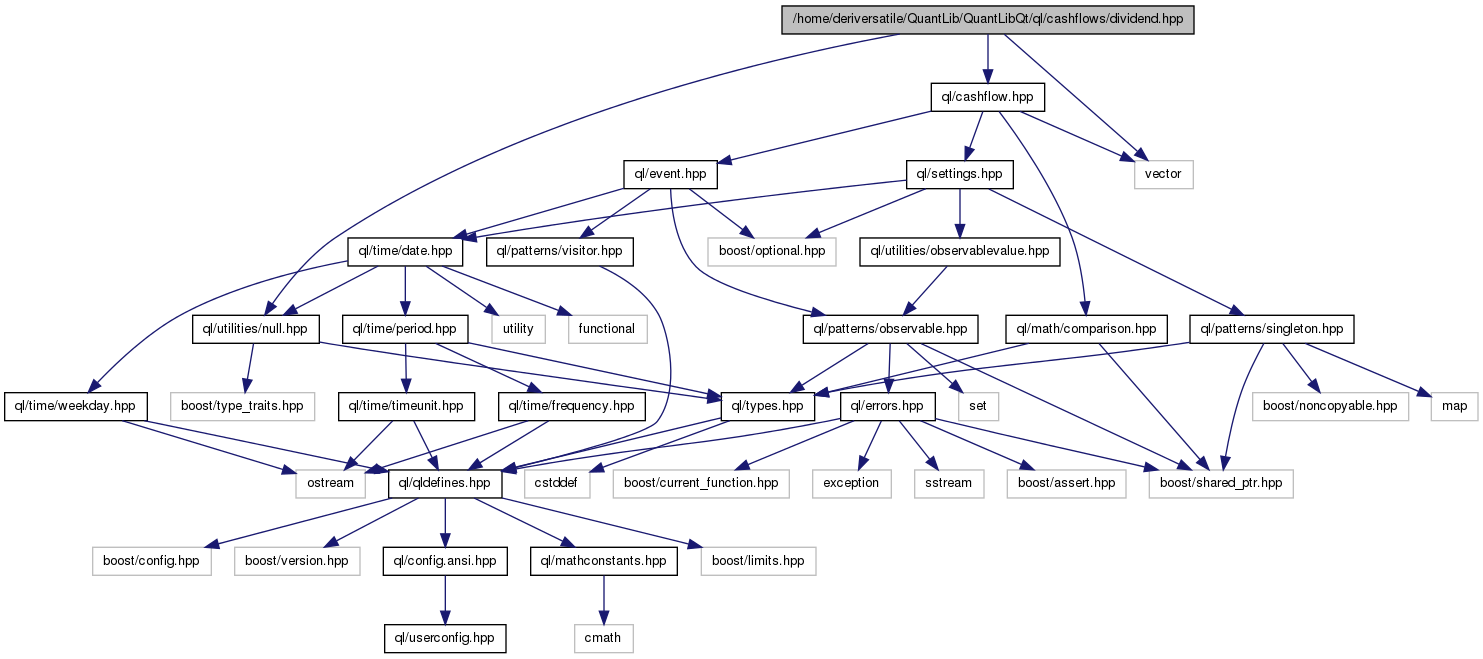 /home/deriversatile/QuantLib/QuantLibQt/ql/cashflows/dividend.hpp
ql/cashflow.hpp
ql/event.hpp
ql/settings.hpp
vector
ql/time/date.hpp
ql/patterns/visitor.hpp
boost/optional.hpp
ql/utilities/observablevalue.hpp
ql/utilities/null.hpp
ql/time/period.hpp
utility
functional
ql/patterns/observable.hpp
ql/math/comparison.hpp
ql/patterns/singleton.hpp
ql/time/weekday.hpp
boost/type_traits.hpp
ql/time/timeunit.hpp
ql/time/frequency.hpp
ql/types.hpp
ql/errors.hpp
set
boost/noncopyable.hpp
map
ostream
ql/qldefines.hpp
cstddef
boost/current_function.hpp
exception
sstream
boost/assert.hpp
boost/shared_ptr.hpp
boost/config.hpp
boost/version.hpp
ql/config.ansi.hpp
ql/mathconstants.hpp
boost/limits.hpp
ql/userconfig.hpp
cmath